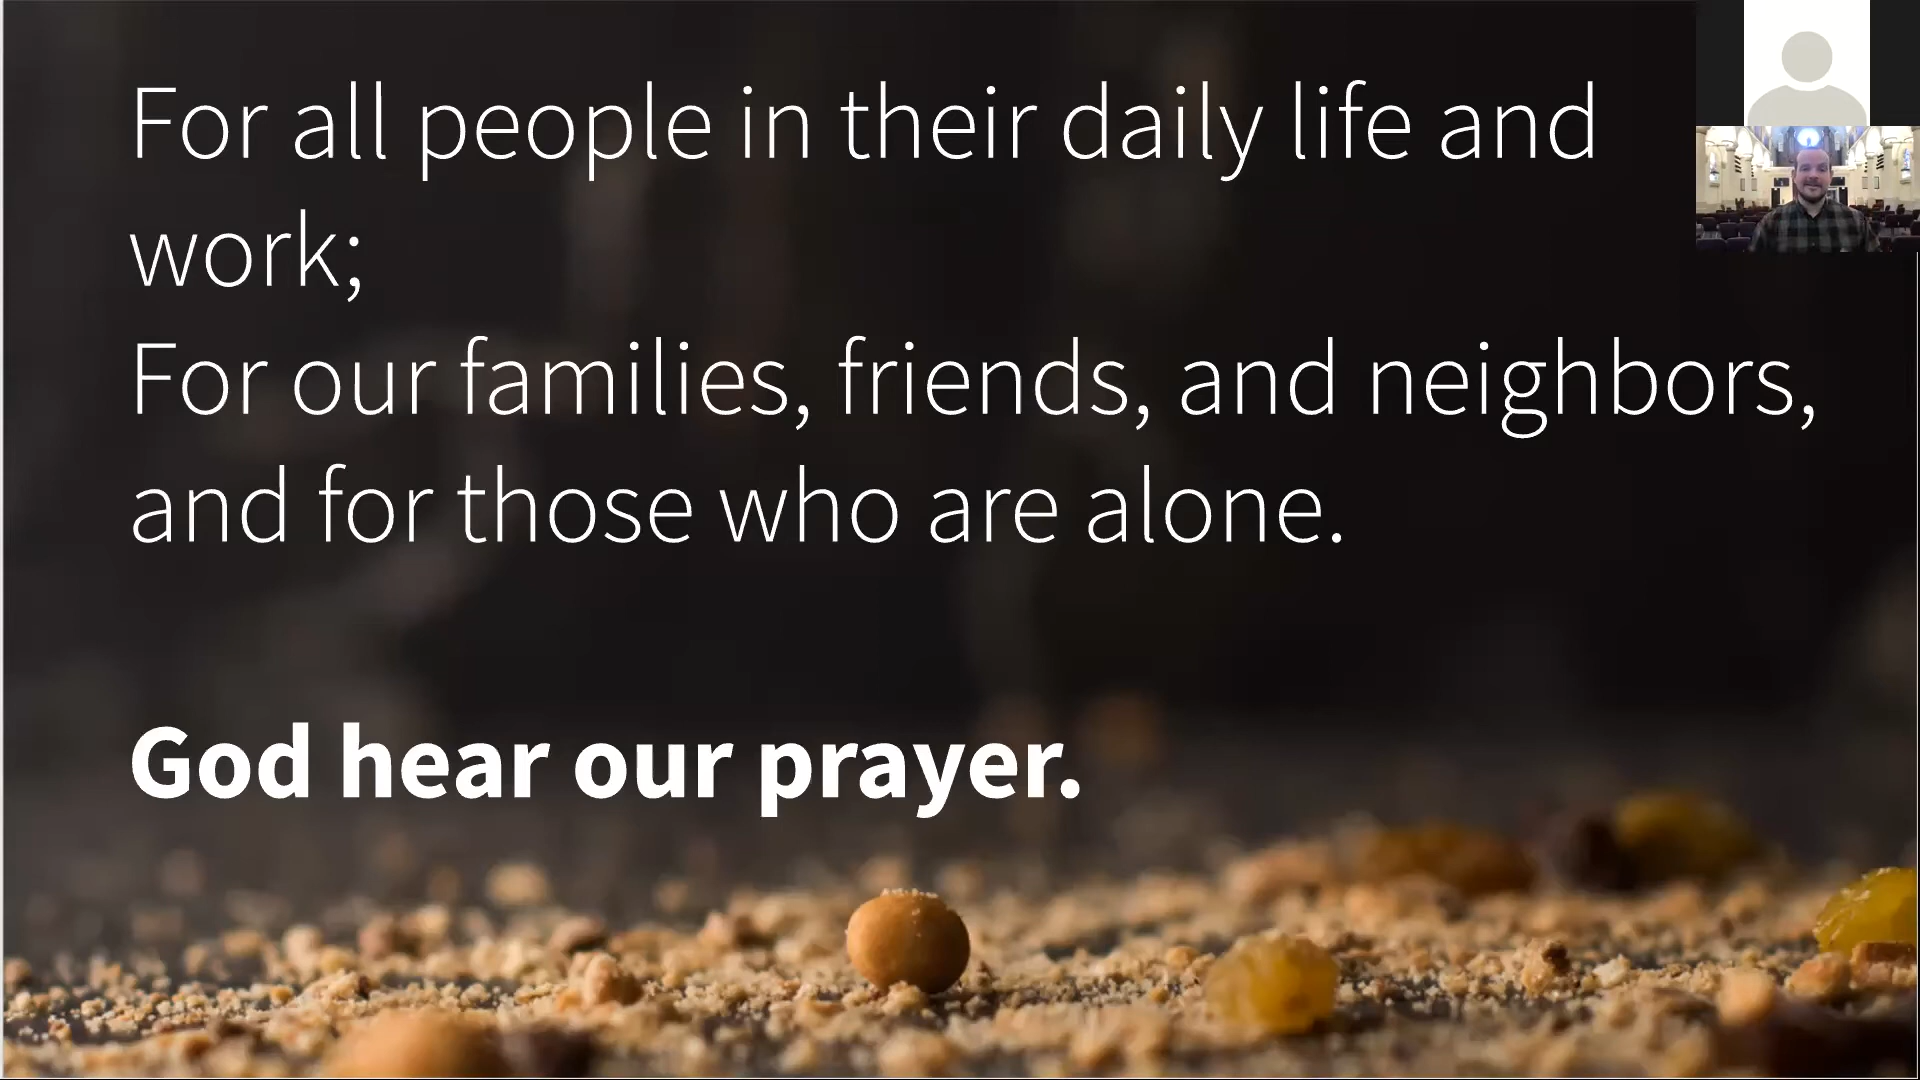 For all people in their daily life and
work;
For our families, friends, and neighbors,
and for those who are alone.
God hear our prayer.